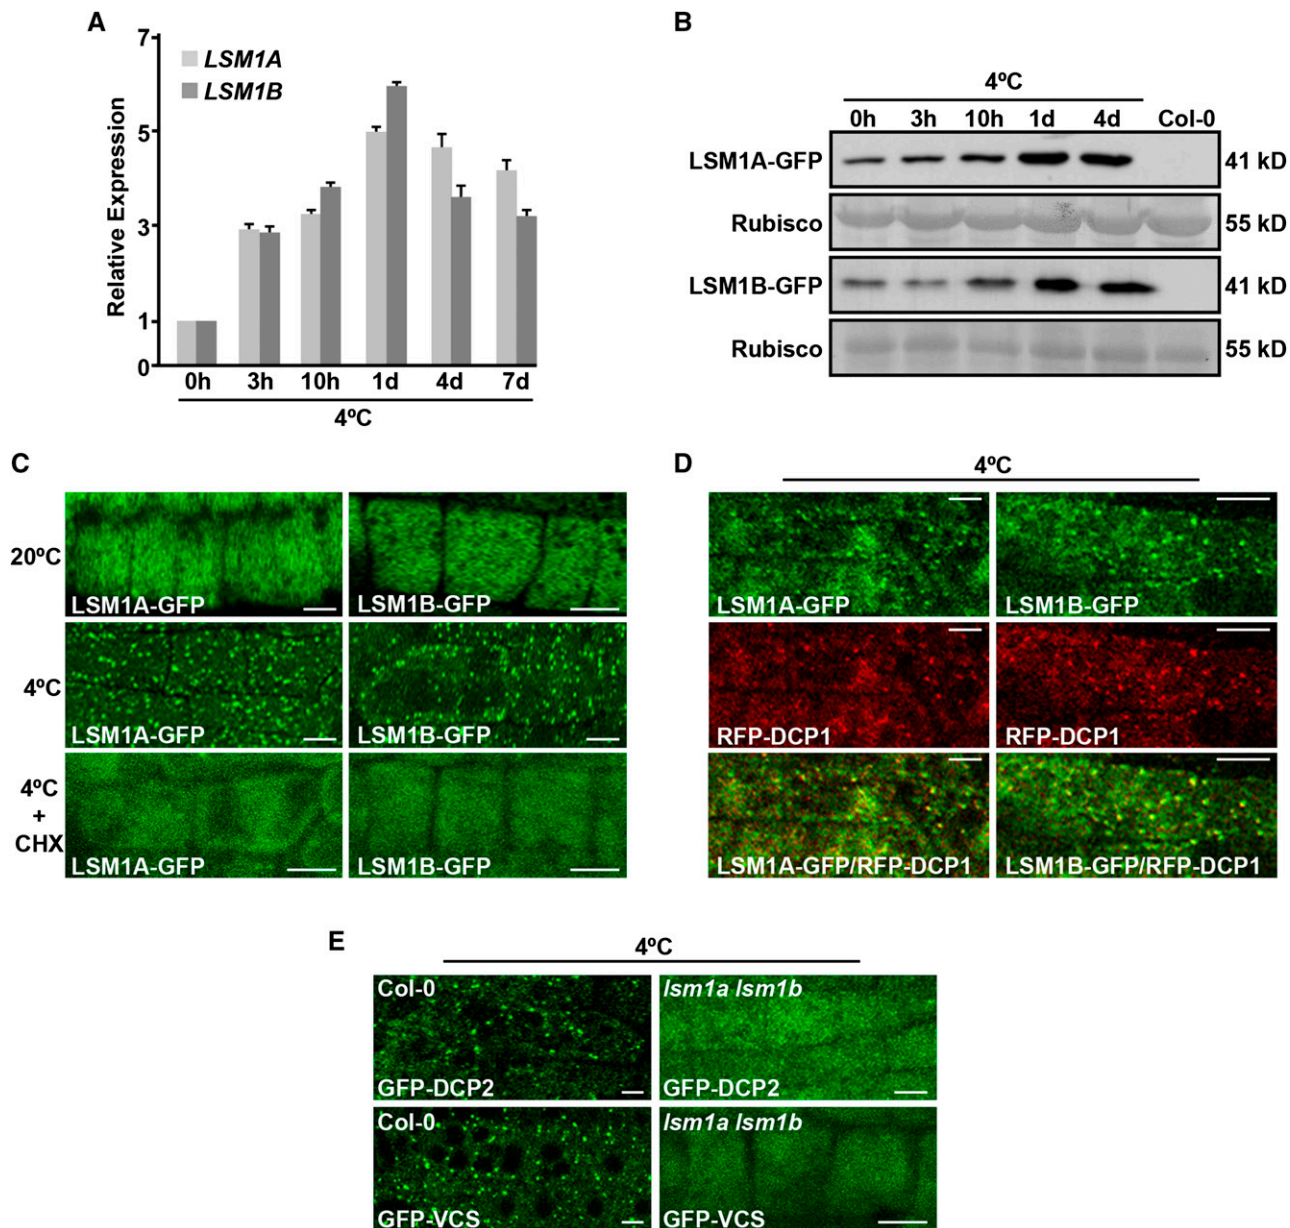 A
7
5
3
1
0
Relative Expression
LSM1A
LSM1B
0h 3h 10h 1d 4d 7d
4ºC
B
4ºC
0h 3h 10h 1d 4d Col-0
LSM1A-GFP 41 kD
Rubisco 55 kD
LSM1B-GFP 41 kD
Rubisco 55 kD
C
20ºC
LSM1A-GFP LSM1B-GFP
4ºC
LSM1A-GFP LSM1B-GFP
4ºC
+
CHX
LSM1A-GFP LSM1B-GFP
D
4ºC
LSM1A-GFP LSM1B-GFP
RFP-DCP1 RFP-DCP1
LSM1A-GFP/RFP-DCP1 LSM1B-GFP/RFP-DCP1
E
4ºC
Col-0 lsm1a lsm1b
GFP-DCP2 GFP-DCP2
Col-0 lsm1a lsm1b
GFP-VCS GFP-VCS